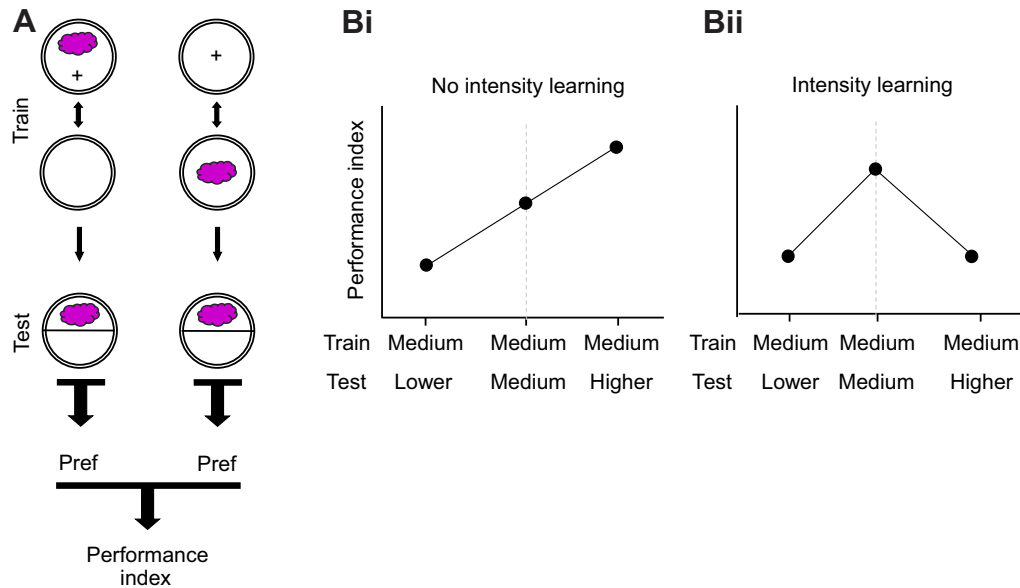 A
Train
+
+
Test
Pref
Pref
Performance
index
Bi
No intensity learning
Performance index
Train Medium Medium Medium
Test Lower Medium Higher
Bii
Intensity learning
Train Medium Medium Medium
Test Lower Medium Higher